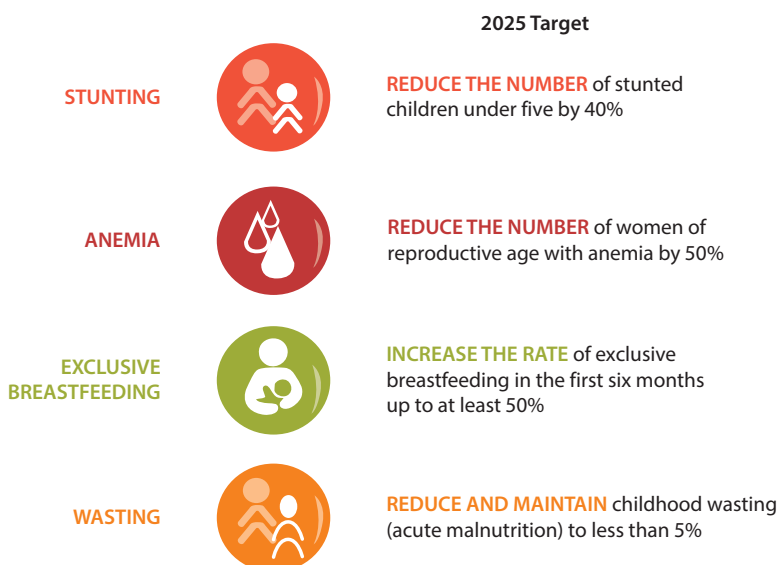 2025 Target
STUNTING
REDUCE THE NUMBER of stunted
children under five by 40%
ANEMIA
REDUCE THE NUMBER of women of
reproductive age with anemia by 50%
EXCLUSIVE
BREASTFEEDING
INCREASE THE RATE of exclusive
breastfeeding in the first six months
up to at least 50%
WASTING
REDUCE AND MAINTAIN childhood wasting
(acute malnutrition) to less than 5%